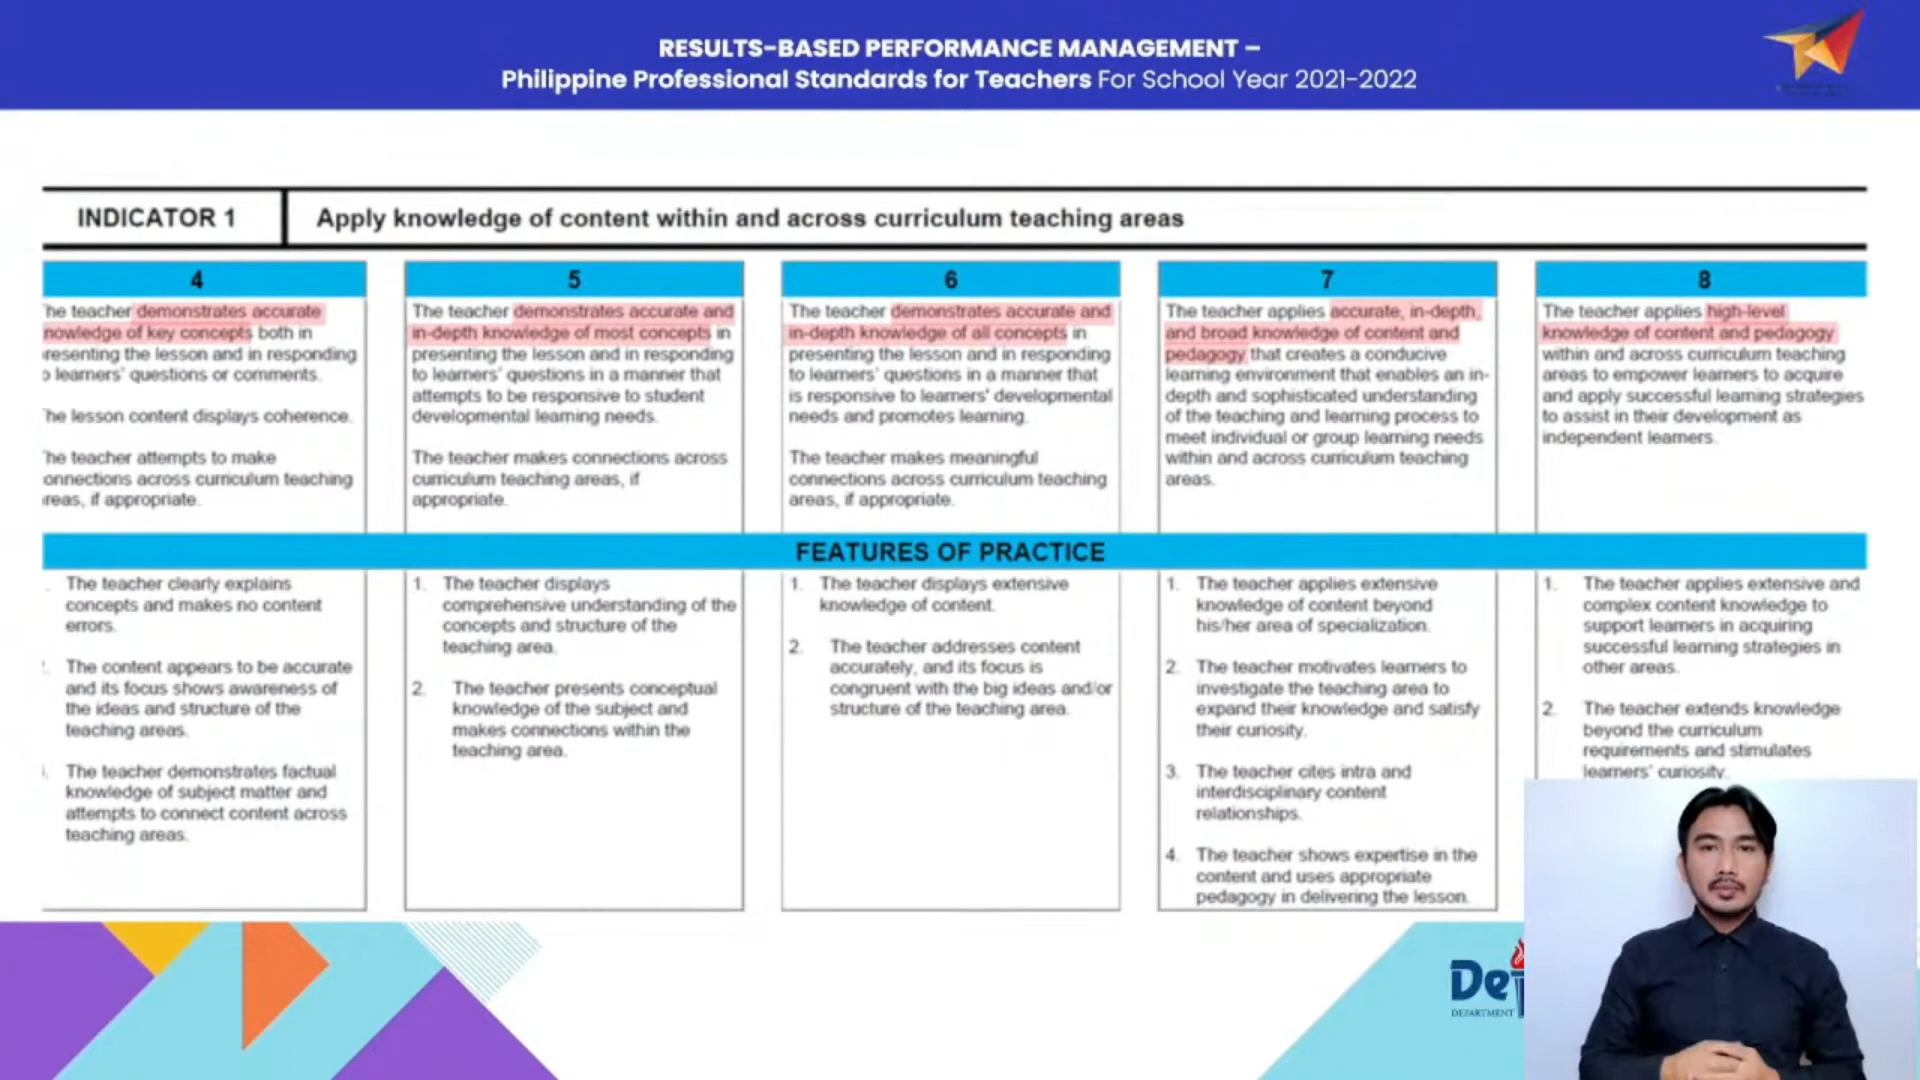 RESULTS-BASED PERFORMANCE MANAGEMENT –
Philippine Professional Standards for Teachers For School Year 2021-2022
INDICATOR 1
Apply knowledge of content within and across curriculum teaching areas
4
he teacher demonstrates accurate
nowledge of key concepts both in
resenting the lesson and in responding
o learners' questions or comments.
he lesson content displays coherence.
he teacher attempts to make
onnections across curriculum teaching
reas, if appropriate.
5
The teacher demonstrates accurate and
in-depth knowledge of most concepts in
presenting the lesson and in responding
to learners' questions in a manner that
attempts to be responsive to student
developmental learning needs.
The teacher makes connections across
curriculum teaching areas, if
appropriate.
6
The teacher demonstrates accurate and
in-depth knowledge of all concepts in
presenting the lesson and in responding
to learners' questions in a manner that
is responsive to learners' developmental
needs and promotes learning.
The teacher makes meaningful
connections across curriculum teaching
areas, if appropriate.
7
The teacher applies accurate, in-depth,
and broad knowledge of content and
pedagogy that creates a conducive
learning environment that enables an in-
depth and sophisticated understanding
of the teaching and learning process to
meet individual or group learning needs
within and across curriculum teaching
areas.
8
The teacher applies high-level
knowledge of content and pedagogy
within and across curriculum teaching
areas to empower learners to acquire
and apply successful learning strategies
to assist in their development as
independent learners.
FEATURES OF PRACTICE
The teacher clearly explains
concepts and makes no content
errors.
The content appears to be accurate
and its focus shows awareness of
the ideas and structure of the
teaching areas.
The teacher demonstrates factual
knowledge of subject matter and
attempts to connect content across
teaching areas.
1. The teacher displays
comprehensive understanding of the
concepts and structure of the
teaching area.
2. The teacher presents conceptual
knowledge of the subject and
makes connections within the
teaching area.
1. The teacher displays extensive
knowledge of content.
2. The teacher addresses content
accurately, and its focus is
congruent with the big ideas and/or
structure of the teaching area.
1. The teacher applies extensive
knowledge of content beyond
his/her area of specialization.
2. The teacher motivates learners to
investigate the teaching area to
expand their knowledge and satisfy
their curiosity.
3. The teacher cites intra and
interdisciplinary content
relationships.
4. The teacher shows expertise in the
content and uses appropriate
pedagogy in delivering the lesson.
1. The teacher applies extensive and
complex content knowledge to
support learners in acquiring
successful learning strategies in
other areas.
2. The teacher extends knowledge
beyond the curriculum
requirements and stimulates
learners' curiosity.
De
DEPARTMENT